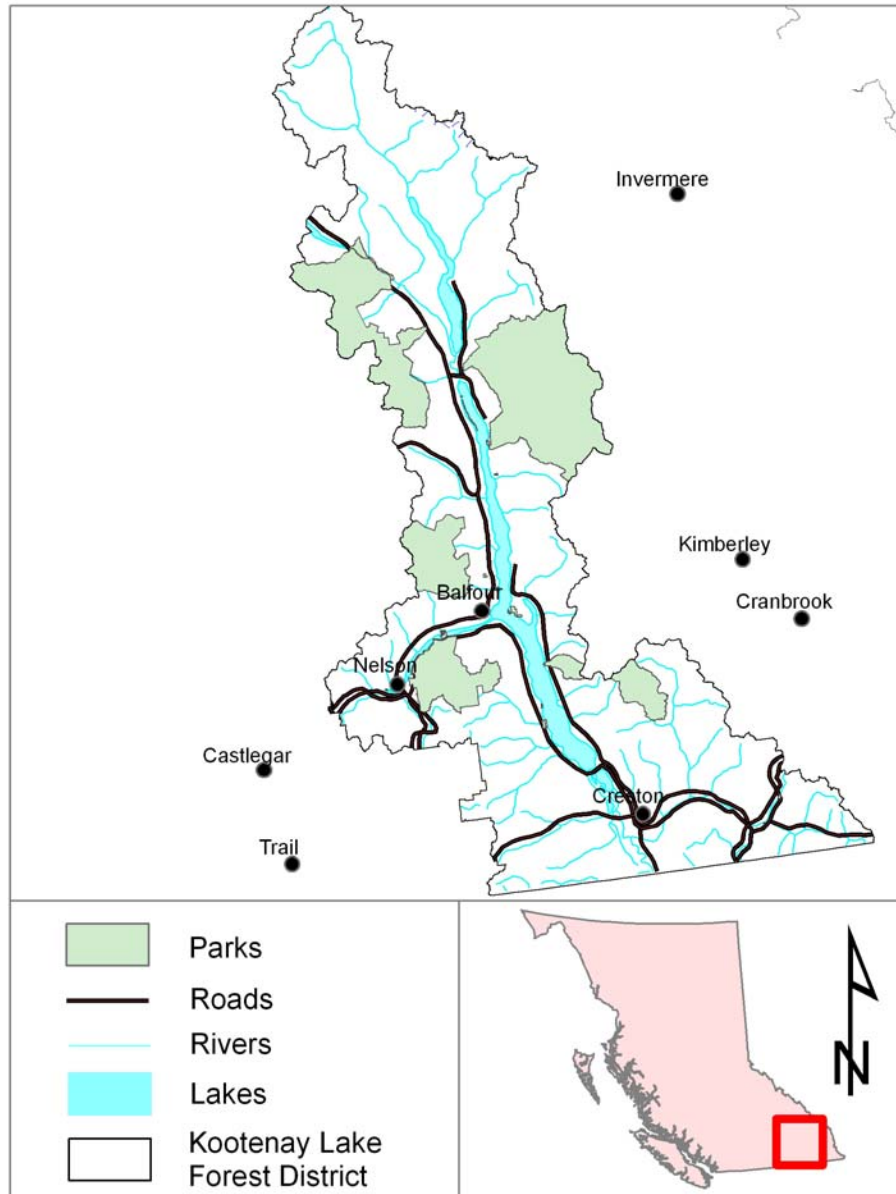 Invermere
Kimberley
Cranbrook
Balfour
Nelson
Castlegar
Creston
Trail
Parks
Roads
Rivers
Lakes
Kootenay Lake
Forest District
N